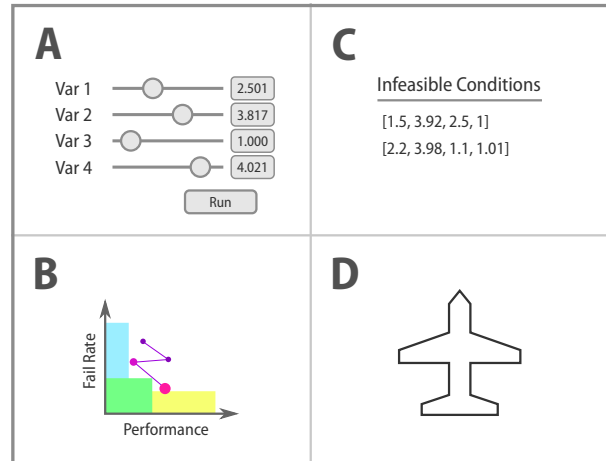 A
Var 1
2.501
Var 2
3.817
Var 3
1.000
Var 4
4.021
Run
C
Infeasible Conditions
[1.5, 3.92, 2.5, 1]
[2.2, 3.98, 1.1, 1.01]
B
Fail Rate
Performance
D